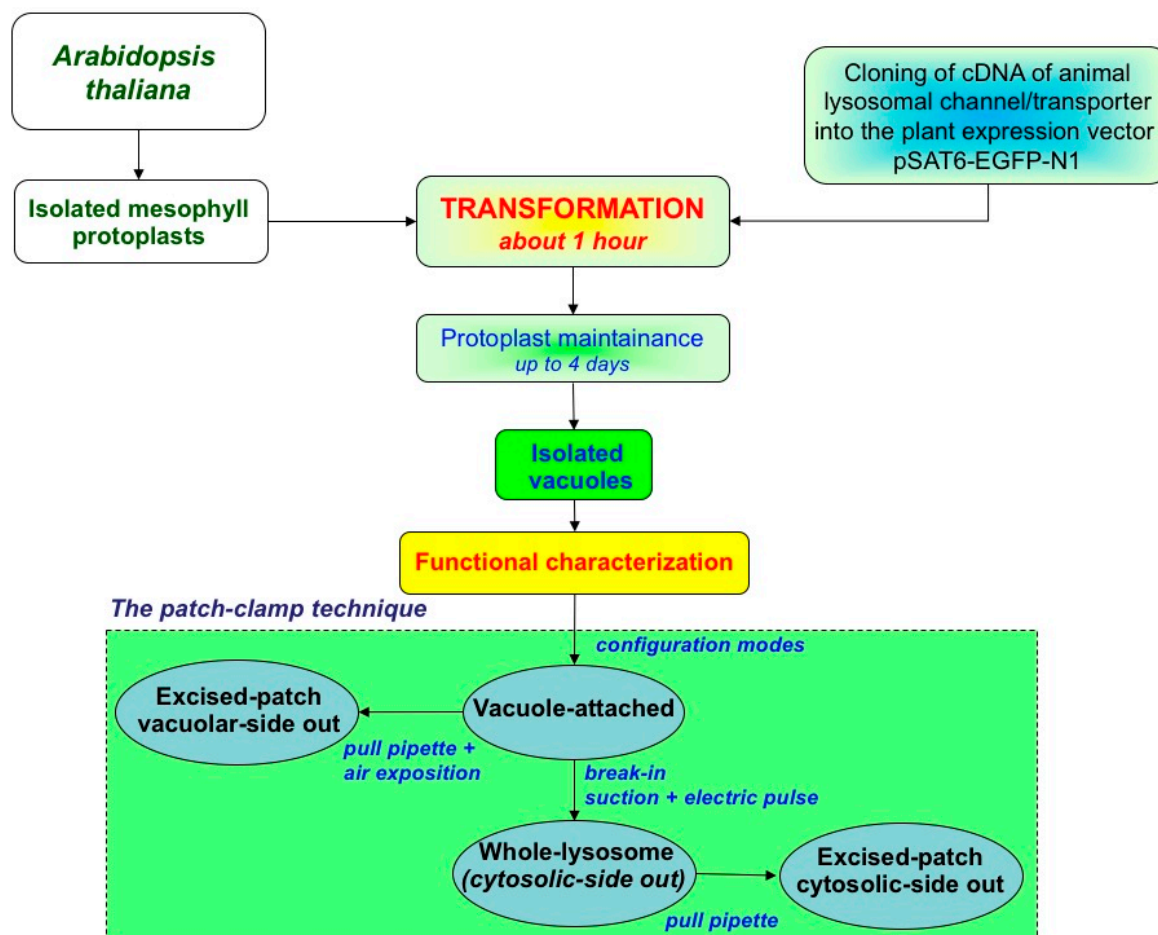 Arabidopsis
thaliana
Cloning of cDNA of animal
lysosomal channel/transporter
into the plant expression vector
pSAT6-EGFP-N1
Isolated mesophyll
protoplasts
TRANSFORMATION
about 1 hour
Protoplast maintainance
up to 4 days
Isolated
vacuoles
Functional characterization
The patch-clamp technique
configuration modes
Excised-patch
vacuolar-side out
Vacuole-attached
pull pipette +
air exposition
break-in
suction + electric pulse
Whole-lysosome
(cytosolic-side out)
Excised-patch
cytosolic-side out
pull pipette